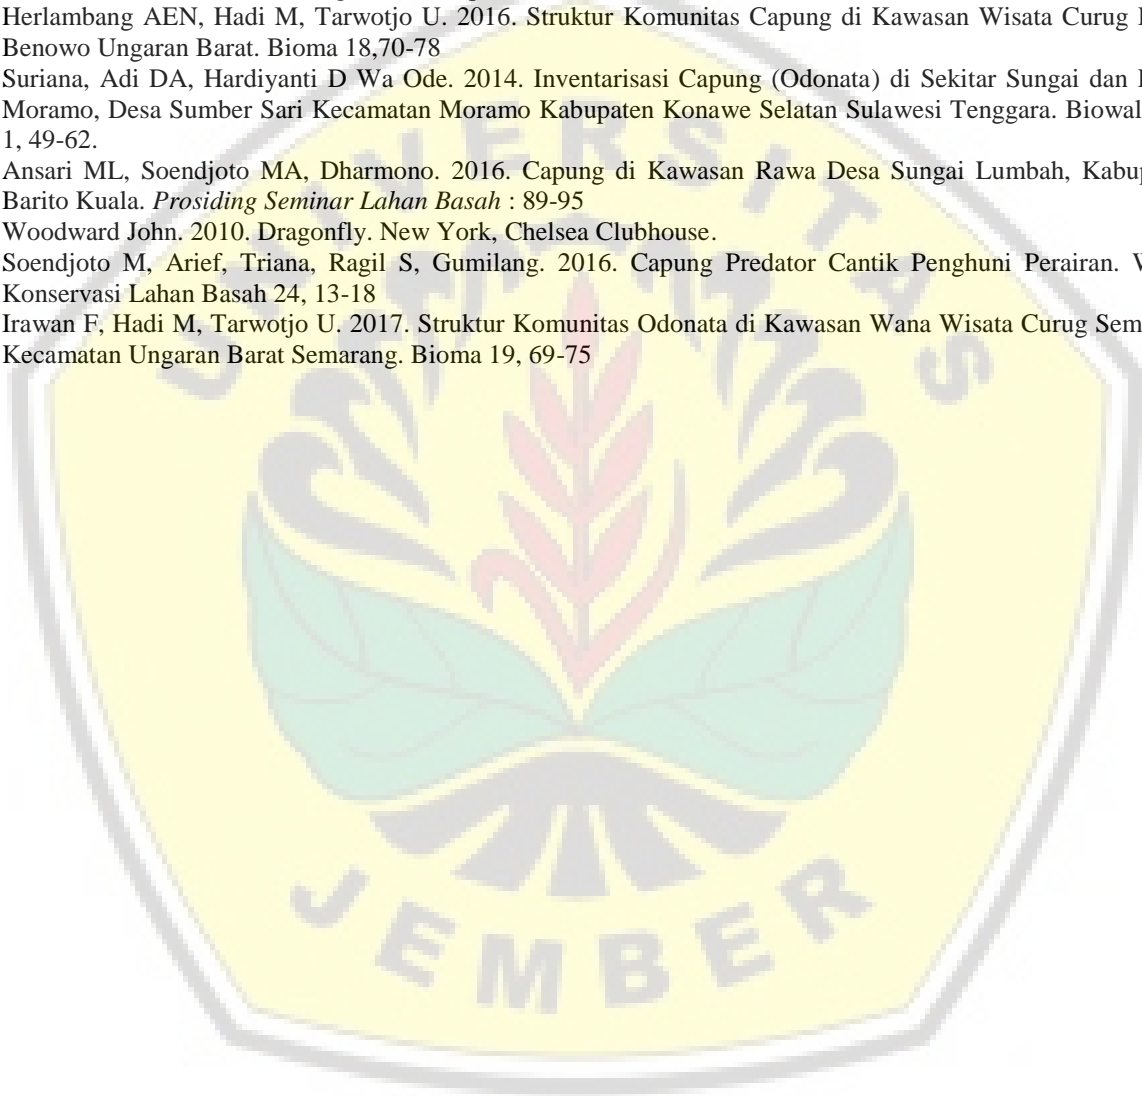 Herlambang AEN, Hadi M, Tarwotjo U. 2016. Struktur Komunitas Capung di Kawasan Wisata Curug
Benowo Ungaran Barat. Bioma 18,70-78
Suriana, Adi DA, Hardiyanti D Wa Ode. 2014. Inventarisasi Capung (Odonata) di Sekitar Sungai dan
Moramo, Desa Sumber Sari Kecamatan Moramo Kabupaten Konawe Selatan Sulawesi Tenggara. Biowal
1, 49-62.
Ansari ML, Soendjoto MA, Dharmono. 2016. Capung di Kawasan Rawa Desa Sungai Lumbah, Kabup
Barito Kuala. Prosiding Seminar Lahan Basah : 89-95
Woodward John. 2010. Dragonfly. New York, Chelsea Clubhouse.
Soendjoto M, Arief, Triana, Ragil S, Gumilang. 2016. Capung Predator Cantik Penghuni Perairan.
Konservasi Lahan Basah 24, 13-18
Irawan F, Hadi M, Tarwotjo U. 2017. Struktur Komunitas Odonata di Kawasan Wana Wisata Curug Sem
Kecamatan Ungaran Barat Semarang. Bioma 19, 69-75
UNIVERSITAS
JEMBER